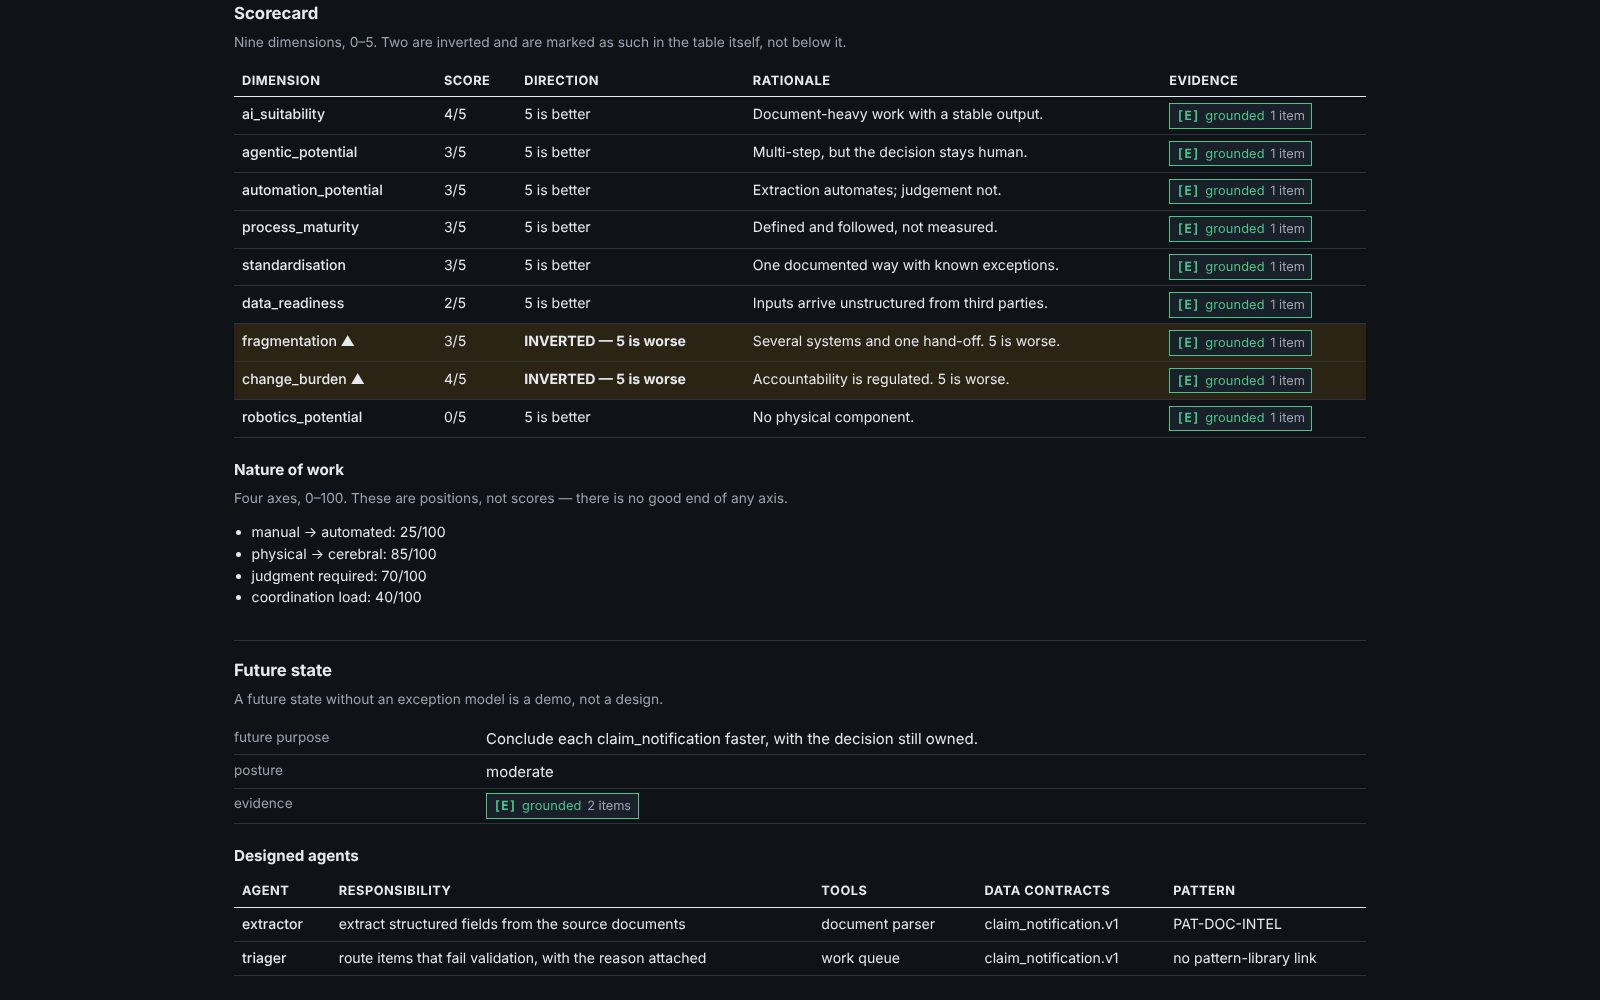 Scorecard
Nine dimensions, 0–5. Two are inverted and are marked as such in the table itself, not below it.
DIMENSION SCORE DIRECTION RATIONALE EVIDENCE
ai_suitability 4/5 5 is better Document-heavy work with a stable output. [E] grounded 1 item
agentic_potential 3/5 5 is better Multi-step, but the decision stays human. [E] grounded 1 item
automation_potential 3/5 5 is better Extraction automates; judgement not. [E] grounded 1 item
process_maturity 3/5 5 is better Defined and followed, not measured. [E] grounded 1 item
standardisation 3/5 5 is better One documented way with known exceptions. [E] grounded 1 item
data_readiness 2/5 5 is better Inputs arrive unstructured from third parties. [E] grounded 1 item
fragmentation ▲ 3/5 INVERTED — 5 is worse Several systems and one hand-off. 5 is worse. [E] grounded 1 item
change_burden ▲ 4/5 INVERTED — 5 is worse Accountability is regulated. 5 is worse. [E] grounded 1 item
robotics_potential 0/5 5 is better No physical component. [E] grounded 1 item
Nature of work
Four axes, 0–100. These are positions, not scores — there is no good end of any axis.
• manual → automated: 25/100
• physical → cerebral: 85/100
• judgment required: 70/100
• coordination load: 40/100
Future state
A future state without an exception model is a demo, not a design.
future purpose Conclude each claim_notification faster, with the decision still owned.
posture moderate
evidence [E] grounded 2 items
Designed agents
AGENT RESPONSIBILITY TOOLS DATA CONTRACTS PATTERN
extractor extract structured fields from the source documents document parser claim_notification.v1 PAT-DOC-INTEL
triager route items that fail validation, with the reason attached work queue claim_notification.v1 no pattern-library link